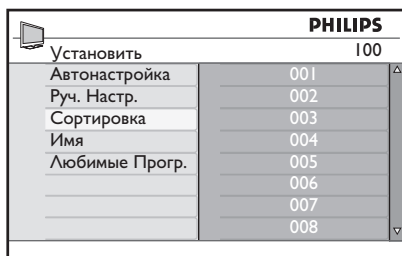 PHILIPS
Установить 100
Автонастройка 001
Руч. Настр. 002
Сортировка 003
Имя 004
Любимые Прогр. 005
006
007
008